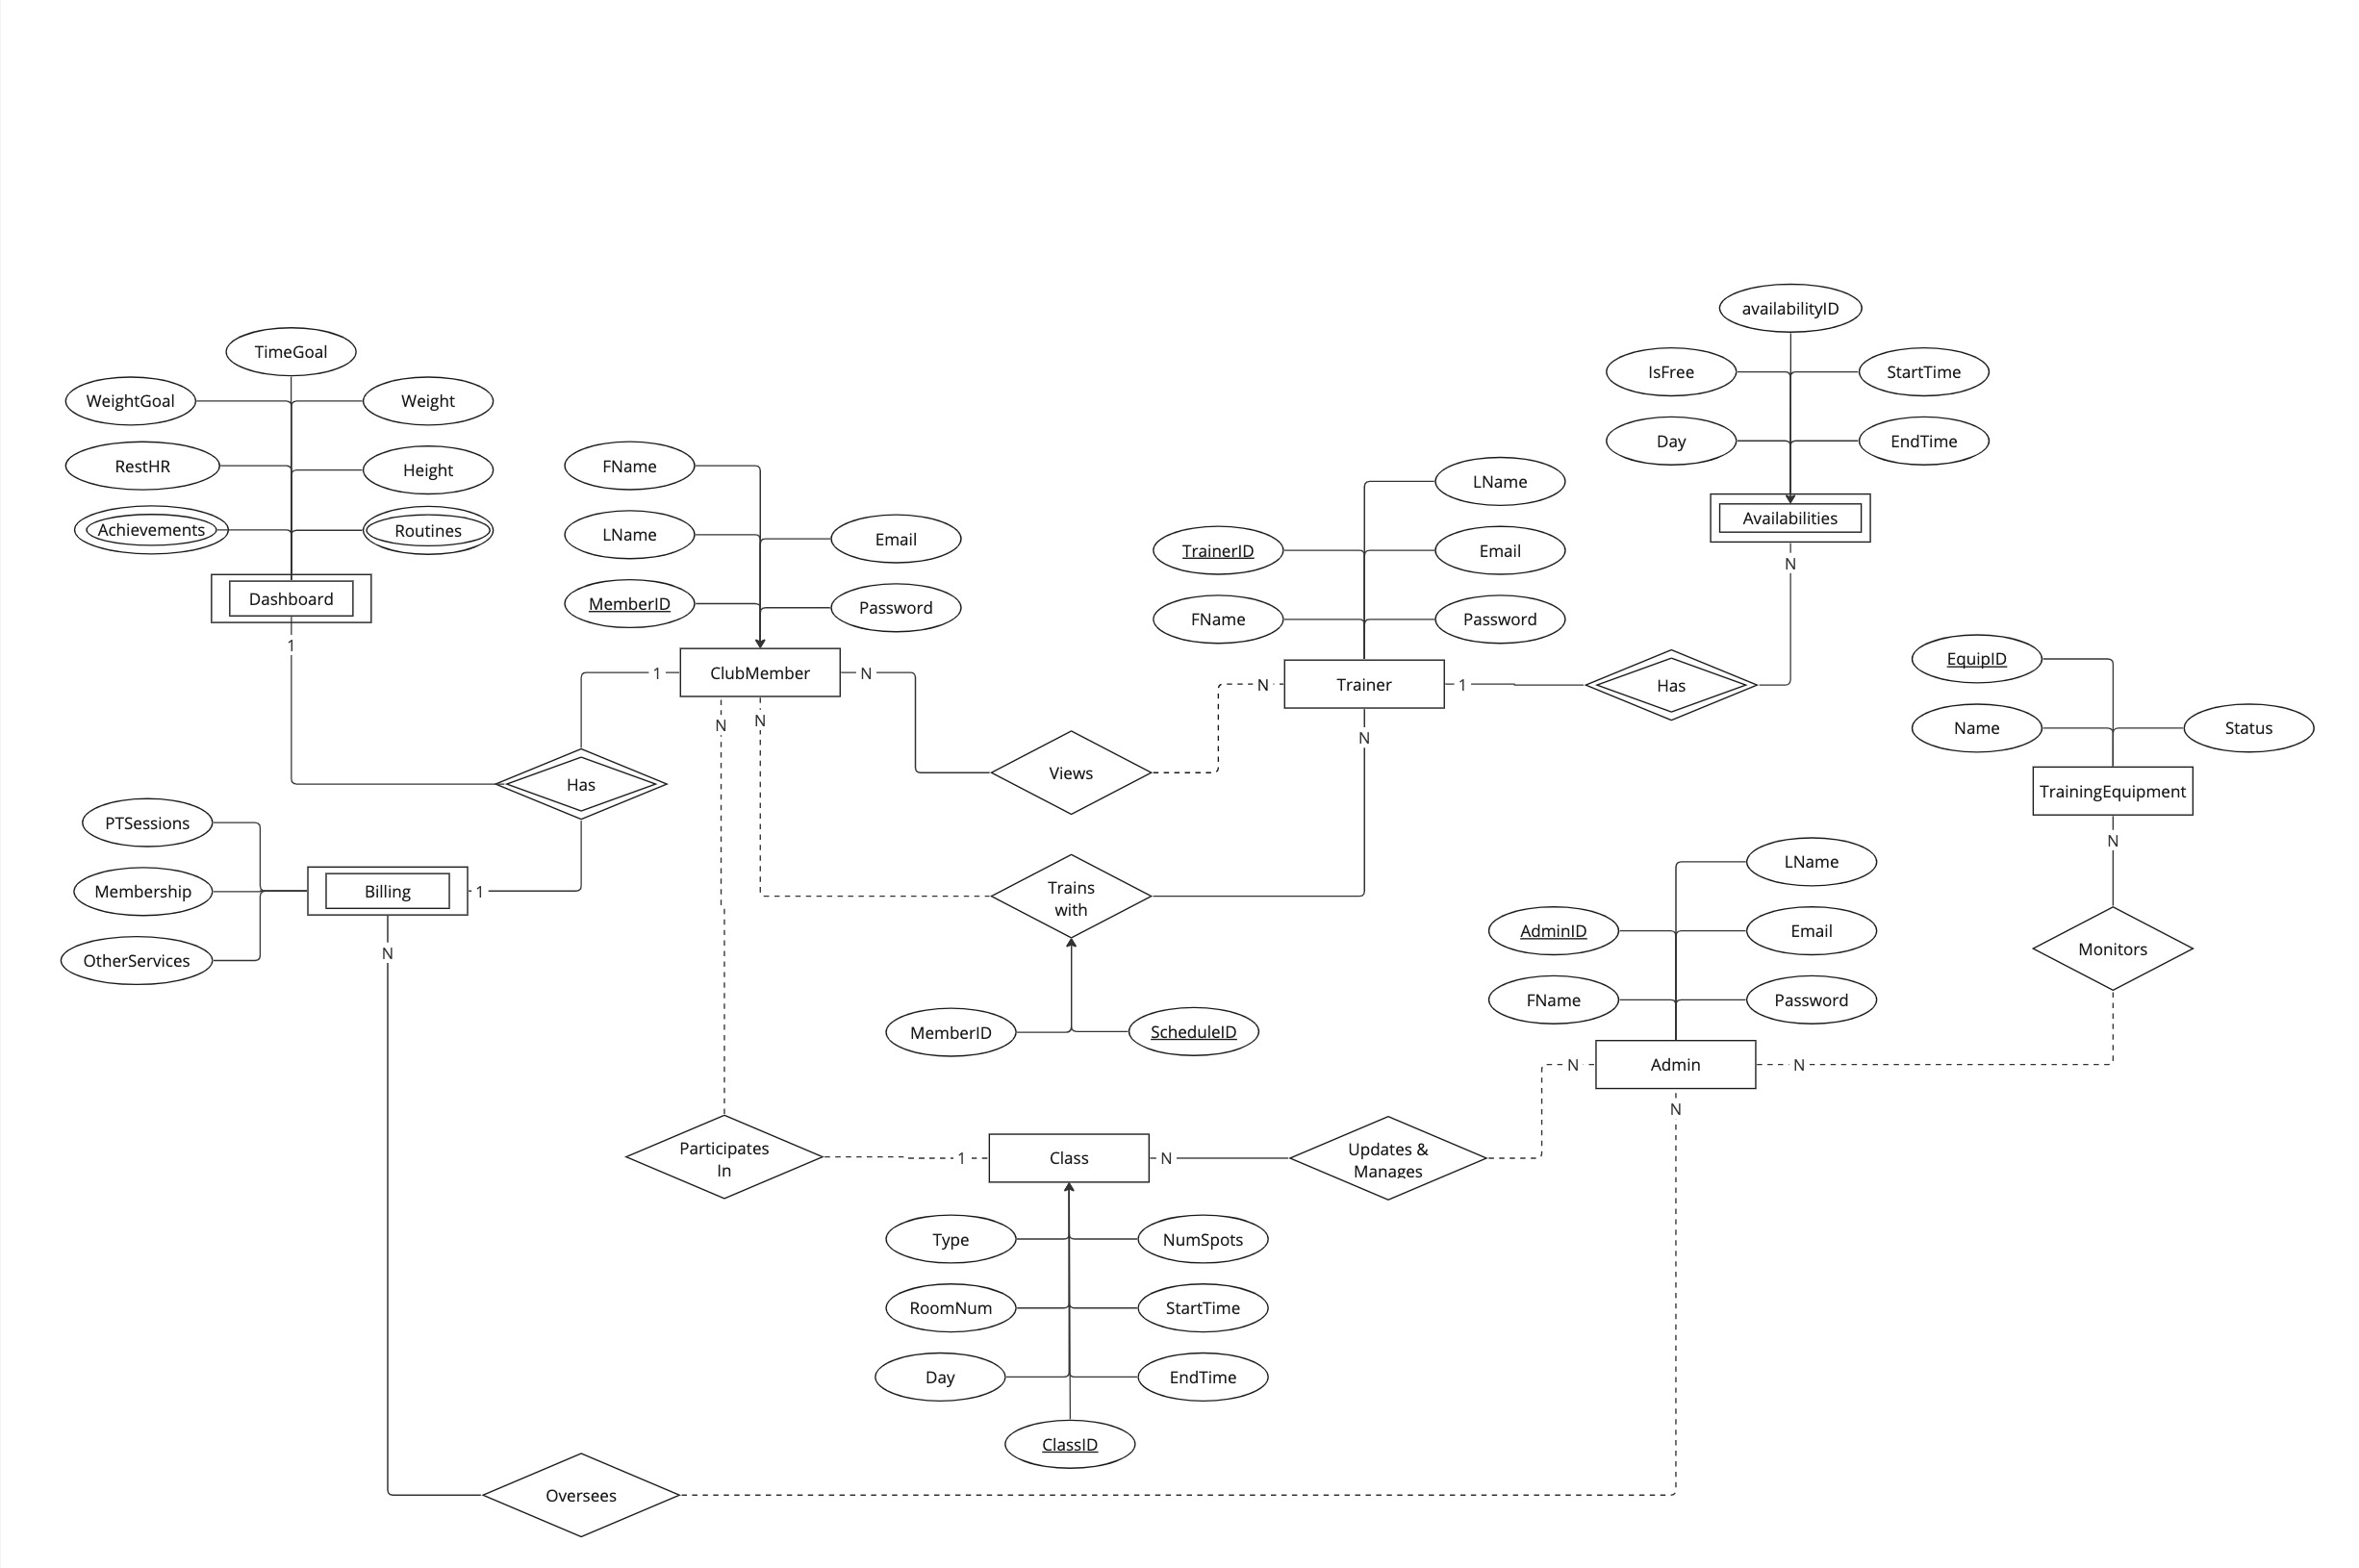 availabilityID
TimeGoal
IsFree
StartTime
WeightGoal
Weight
Day
EndTime
RestHR
Height
FName
LName
Achievements
Routines
LName
Email
TrainerID
Email
Availabilities
Dashboard
MemberID
Password
FName
Password
N
1
EquipID
1
ClubMember
N
N
Trainer
1
Has
N
N
N
Name
Status
Views
Has
TrainingEquipment
PTSessions
N
LName
Membership
Billing
1
Trains
with
AdminID
Email
Monitors
N
OtherServices
FName
Password
MemberID
ScheduleID
N
Admin
N
N
Participates
In
1
Class
N
Updates &
Manages
Type
NumSpots
RoomNum
StartTime
Day
EndTime
ClassID
Oversees